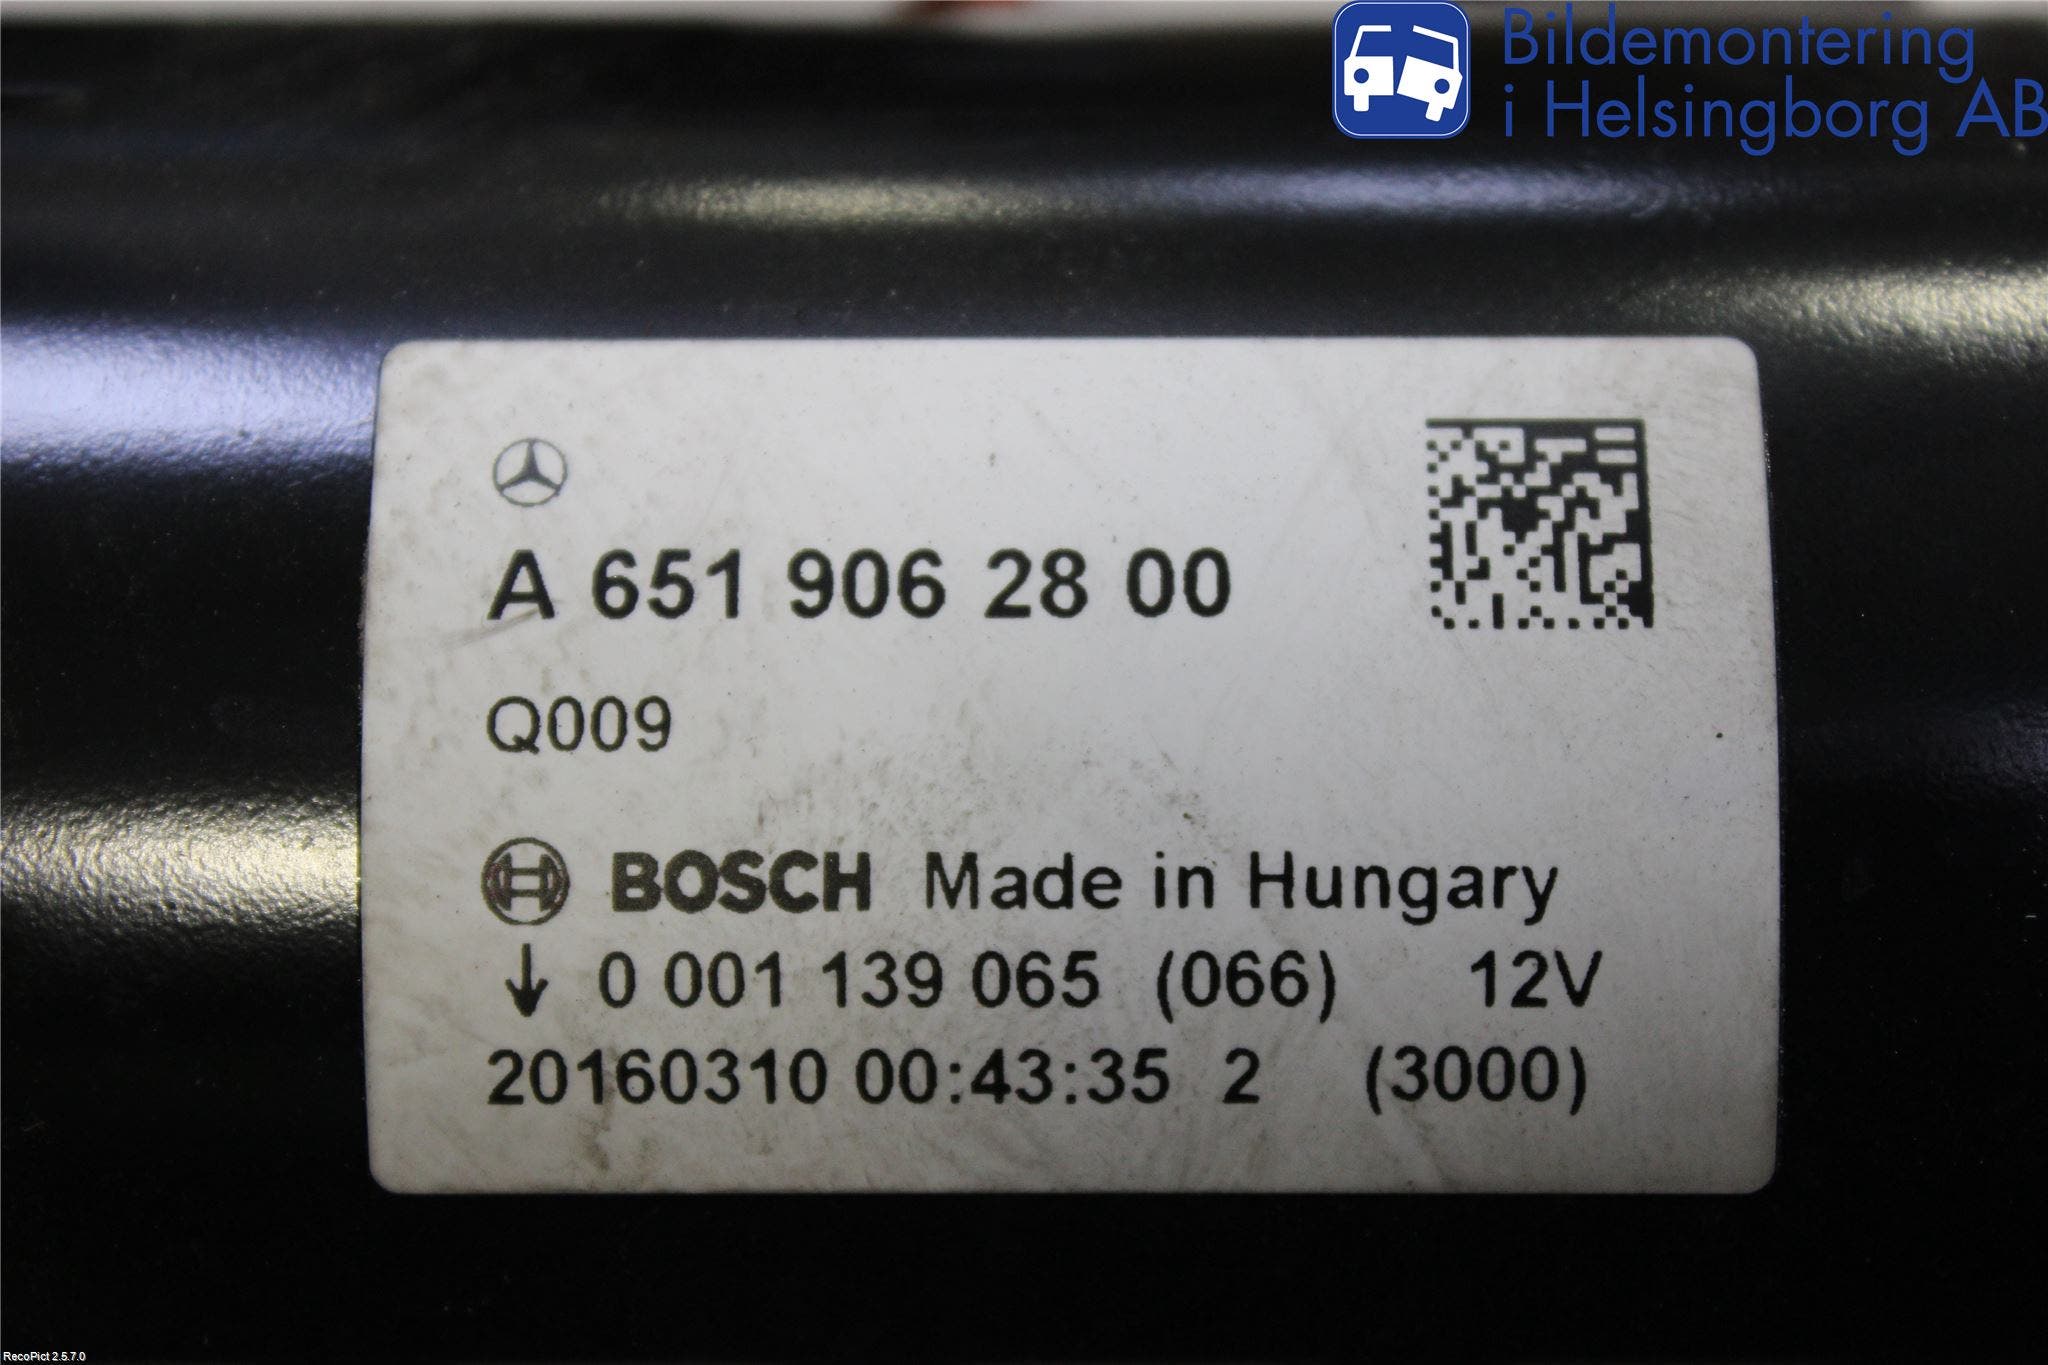 Bildemontering
i Helsingborg AB
A 651 906 28 00
Q009
BOSCH Made in Hungary
↓ 0 001 139 065 (066) 12V
20160310 00:43:35 2 (3000)
RecoPict 2.5.7.0